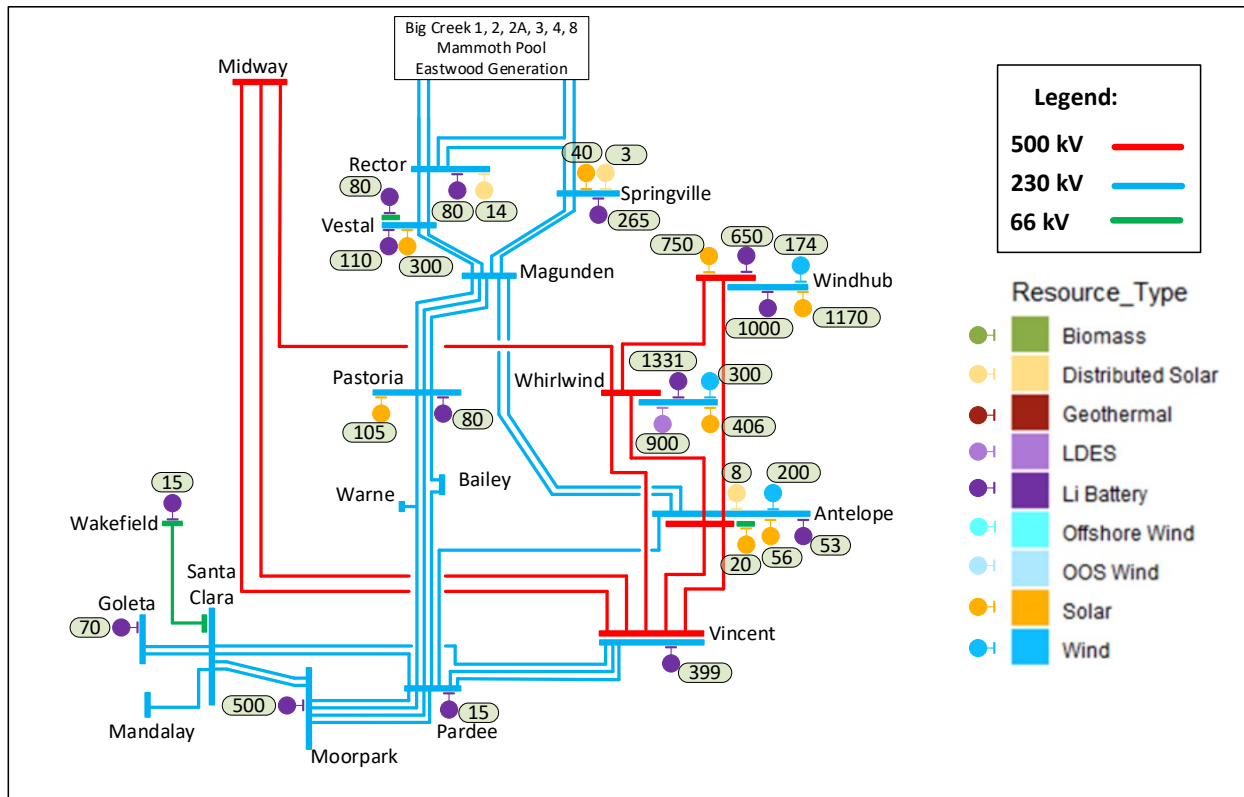 Big Creek 1, 2, 2A, 3, 4, 8
Mammoth Pool
Eastwood Generation
Midway
Legend:
500 kV
230 kV
66 kV
Rector
80
14
40
3
Springville
265
80
Vestal
110
300
Magunden
750
650
174
Windhub
1000
1170
Pastoria
105
80
Whirlwind
1331
300
900
406
Warne
Bailey
8
200
Antelope
20
56
53
15
Wakefield
Santa
Clara
Goleta
70
Mandalay
500
Moorpark
15
Pardee
Vincent
399
Resource_Type
Biomass
Distributed Solar
Geothermal
LDES
Li Battery
Offshore Wind
OOS Wind
Solar
Wind